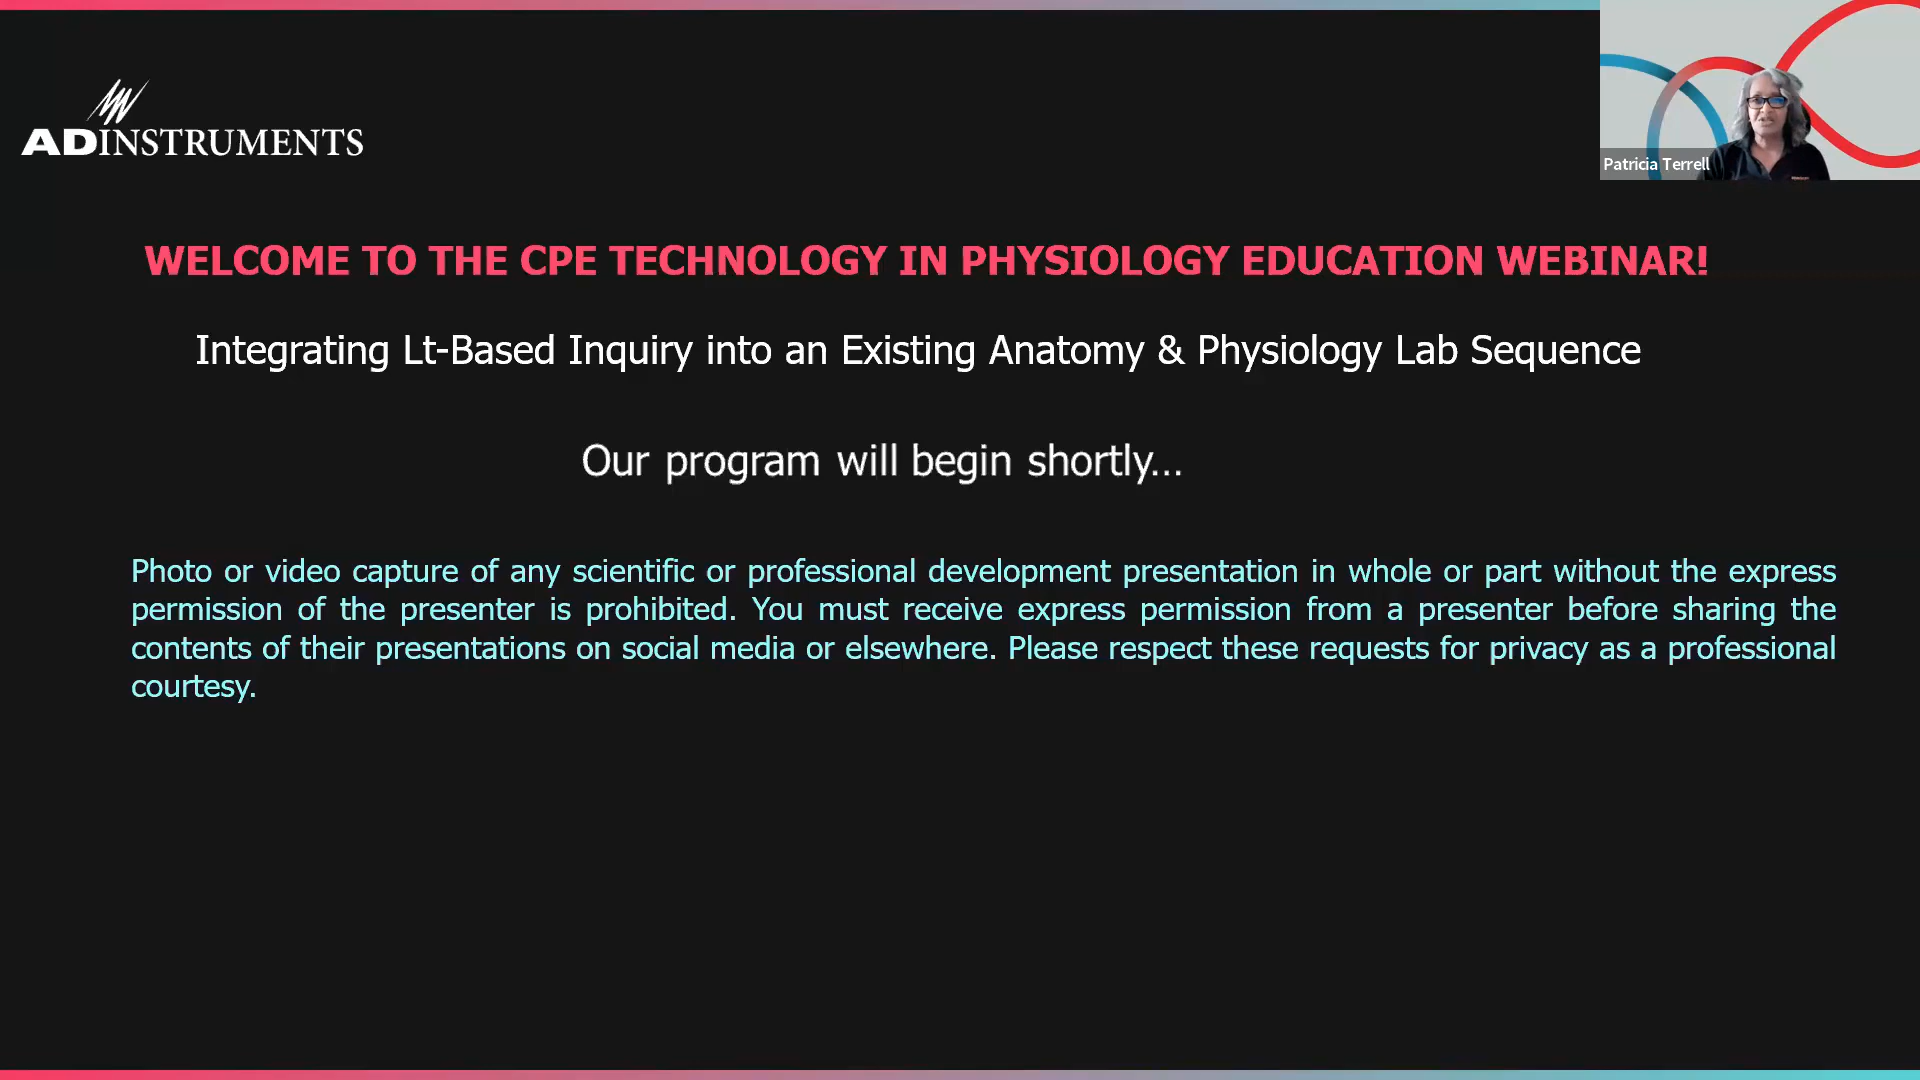 ADINSTRUMENTS
Patricia Terrell
WELCOME TO THE CPE TECHNOLOGY IN PHYSIOLOGY EDUCATION WEBINAR!
Integrating Lt-Based Inquiry into an Existing Anatomy & Physiology Lab Sequence
Our program will begin shortly...
Photo or video capture of any scientific or professional development presentation in whole or part without the express
permission of the presenter is prohibited. You must receive express permission from a presenter before sharing the
contents of their presentations on social media or elsewhere. Please respect these requests for privacy as a professional
courtesy.